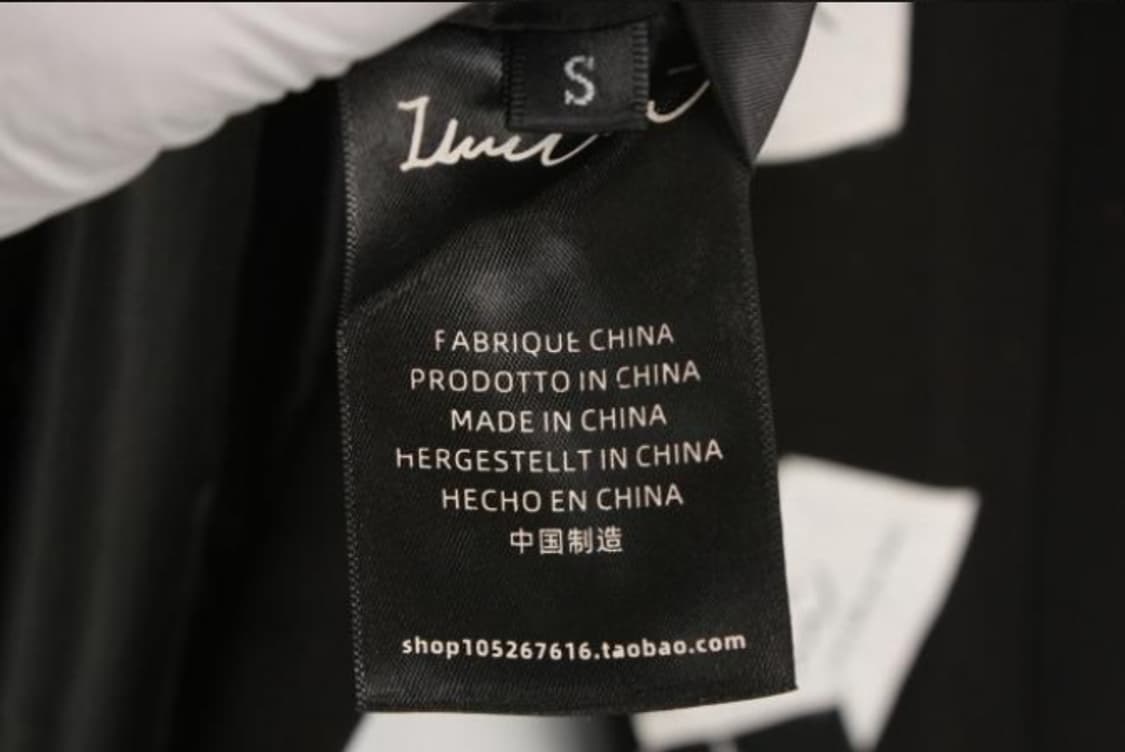 S
FABRIQUE CHINA
PRODOTTO IN CHINA
MADE IN CHINA
HERGESTELLT IN CHINA
HECHO EN CHINA
中国制造
shop105267616.taobao.com